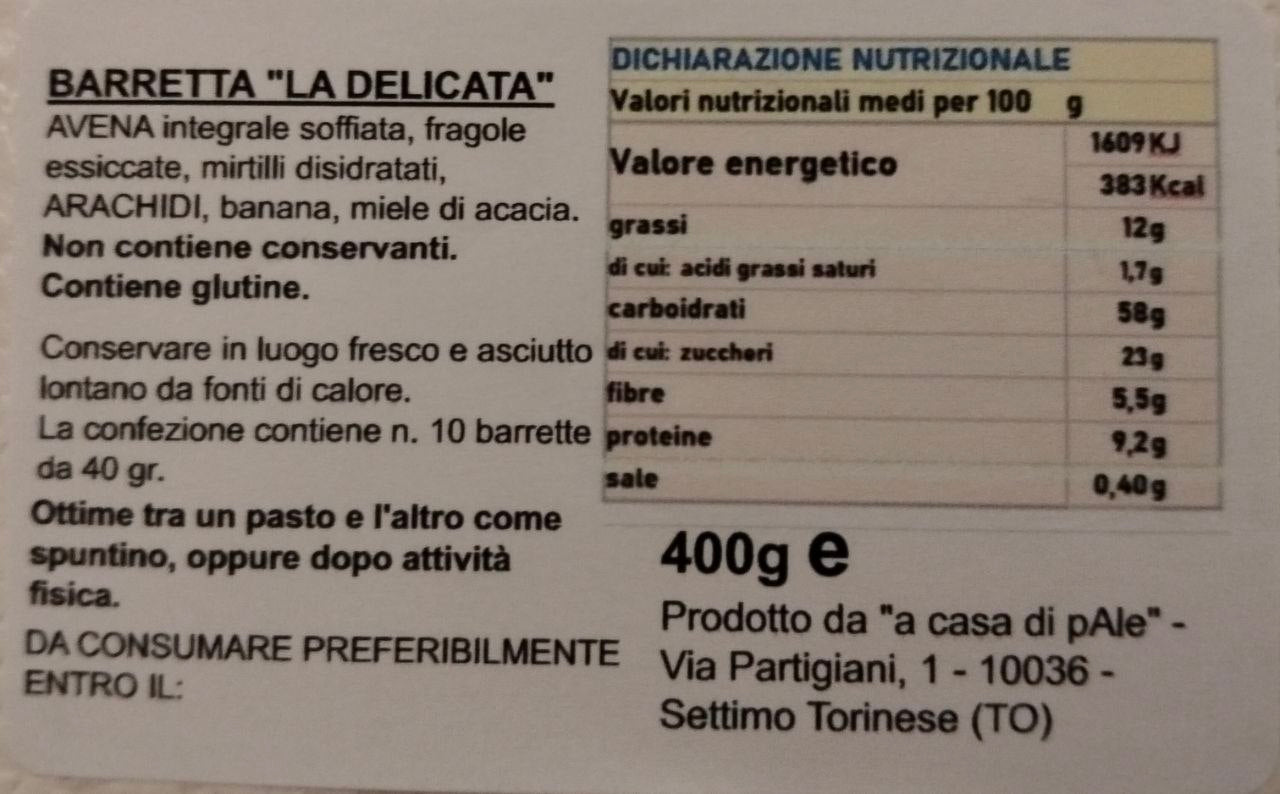 BARRETTA "LA DELICATA"
AVENA integrale soffiata, fragole
essiccate, mirtilli disidratati,
ARACHIDI, banana, miele di acacia.
Non contiene conservanti.
Contiene glutine.
Conservare in luogo fresco e asciutto
lontano da fonti di calore.
La confezione contiene n. 10 barrette
da 40 gr.
Ottime tra un pasto e l'altro come
spuntino, oppure dopo attività
fisica.
DA CONSUMARE PREFERIBILMENTE
ENTRO IL:
DICHIARAZIONE NUTRIZIONALE
Valori nutrizionali medi per 100 g
Valore energetico 1609 KJ
383 Kcal
grassi 12g
di cui: acidi grassi saturi 1,7g
carboidrati 58g
di cui: zuccheri 23g
fibre 5,5g
proteine 9,2g
sale 0,40g
400g e
Prodotto da "a casa di pAle" -
Via Partigiani, 1 - 10036 -
Settimo Torinese (TO)